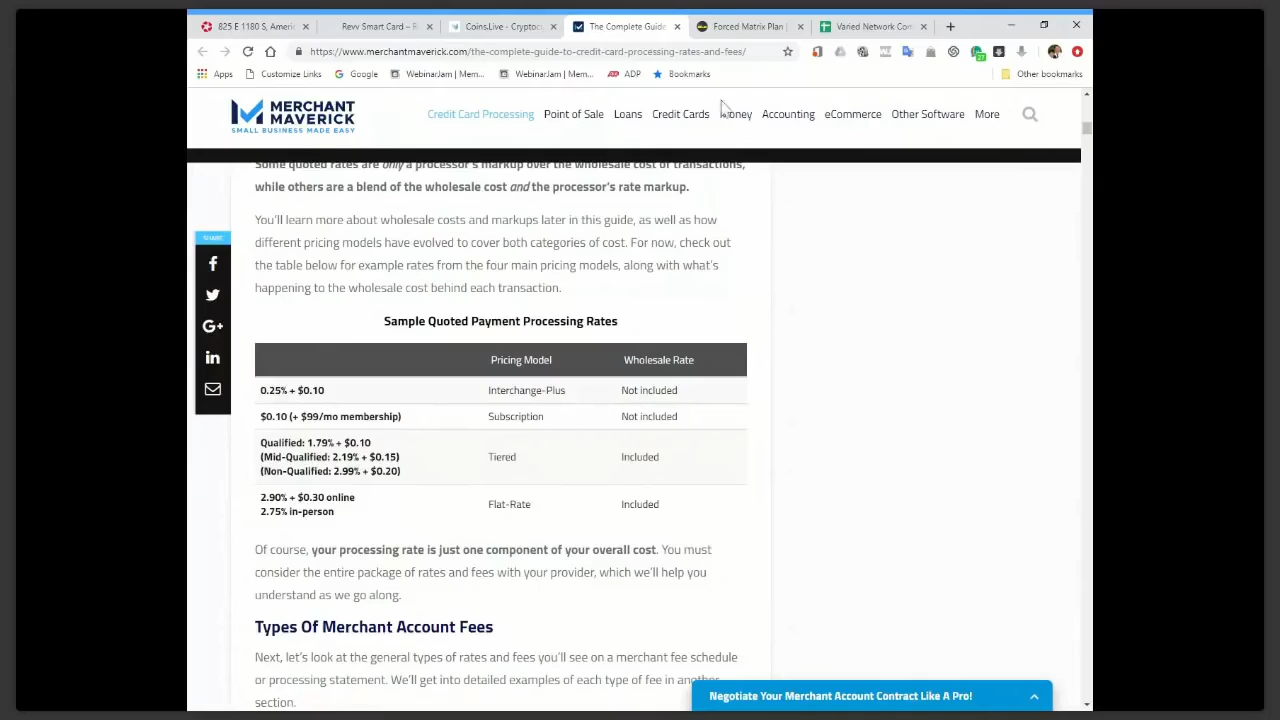 825 E 1180 S, Americ
Revv Smart Card – B
Coins.Live - Cryptocu
The Complete Guide
Forced Matrix Plan |
Varied Network Com
https://www.merchantmaverick.com/the-complete-guide-to-credit-card-processing-rates-and-fees/
27
Apps
Customize Links
Google
WebinarJam | Mem...
WebinarJam | Mem...
ADP
Bookmarks
Other bookmarks
MERCHANT
MAVERICK
SMALL BUSINESS MADE EASY
Credit Card Processing
Point of Sale
Loans
Credit Cards
Money
Accounting
eCommerce
Other Software
More
Some quoted rates are only a processor's markup over the wholesale cost of transactions,
while others are a blend of the wholesale cost and the processor's rate markup.
You'll learn more about wholesale costs and markups later in this guide, as well as how
different pricing models have evolved to cover both categories of cost. For now, check out
the table below for example rates from the four main pricing models, along with what's
happening to the wholesale cost behind each transaction.
SHARE
Sample Quoted Payment Processing Rates
Pricing Model Wholesale Rate
0.25% + $0.10 Interchange-Plus Not included
$0.10 (+ $99/mo membership) Subscription Not included
Qualified: 1.79% + $0.10
(Mid-Qualified: 2.19% + $0.15) Tiered Included
(Non-Qualified: 2.99% + $0.20)
2.90% + $0.30 online
2.75% in-person
Flat-Rate Included
Of course, your processing rate is just one component of your overall cost. You must
consider the entire package of rates and fees with your provider, which we'll help you
understand as we go along.
Types Of Merchant Account Fees
Next, let's look at the general types of rates and fees you'll see on a merchant fee schedule
or processing statement. We'll get into detailed examples of each type of fee in another
section.
Negotiate Your Merchant Account Contract Like A Pro!